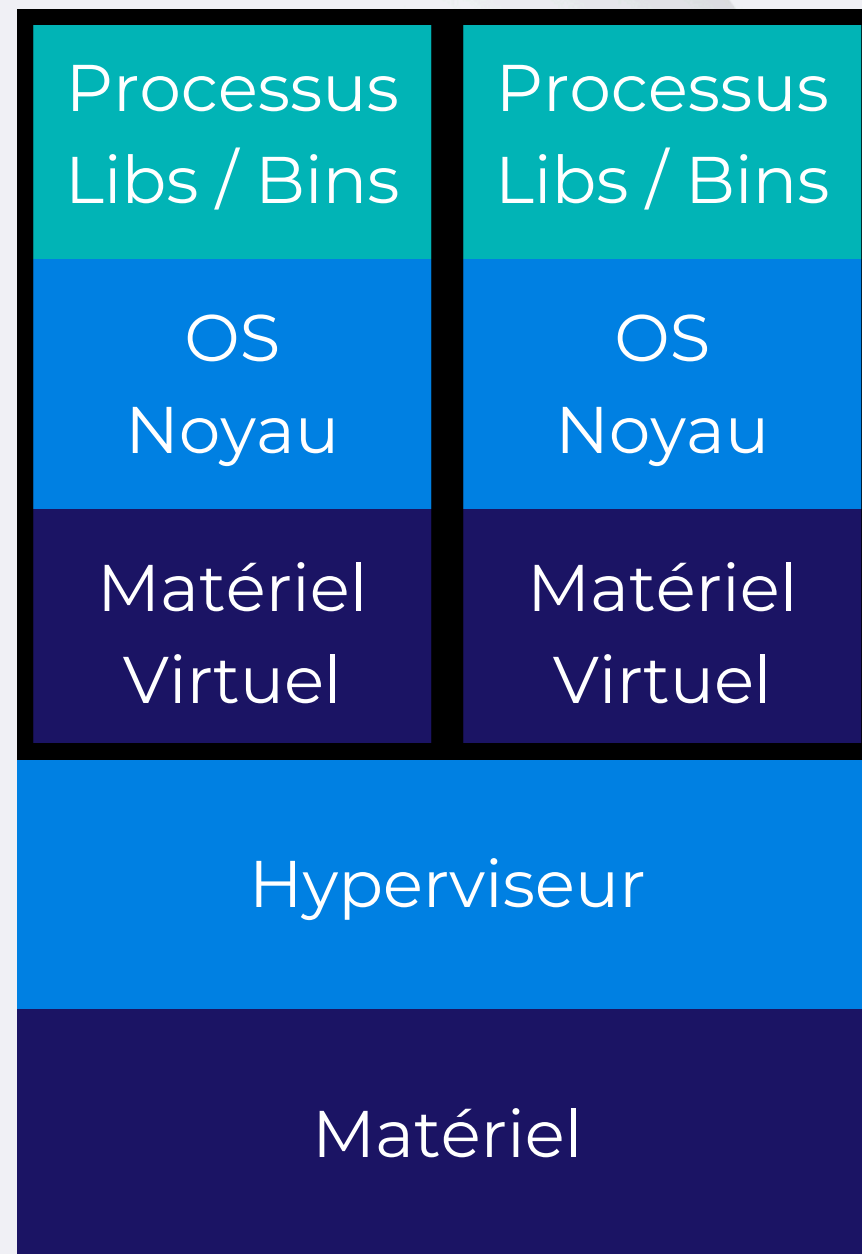 Processus
Libs / Bins
OS
Noyau
Matériel
Virtuel
Processus
Libs / Bins
OS
Noyau
Matériel
Virtuel
Hyperviseur
Matériel